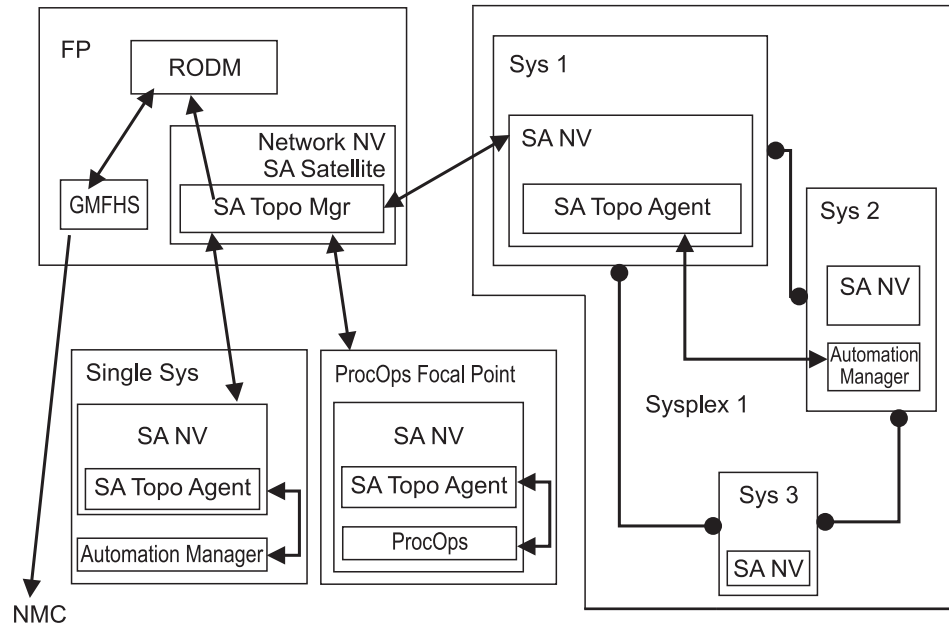 FP
RODM
Network NV
SA Satellite
GMFHS
SA Topo Mgr
NMC
Single Sys
SA NV
SA Topo Agent
Automation Manager
ProcOps Focal Point
SA NV
SA Topo Agent
ProcOps
Sys 1
SA NV
SA Topo Agent
Sys 2
SA NV
Automation
Manager
Sysplex 1
Sys 3
SA NV